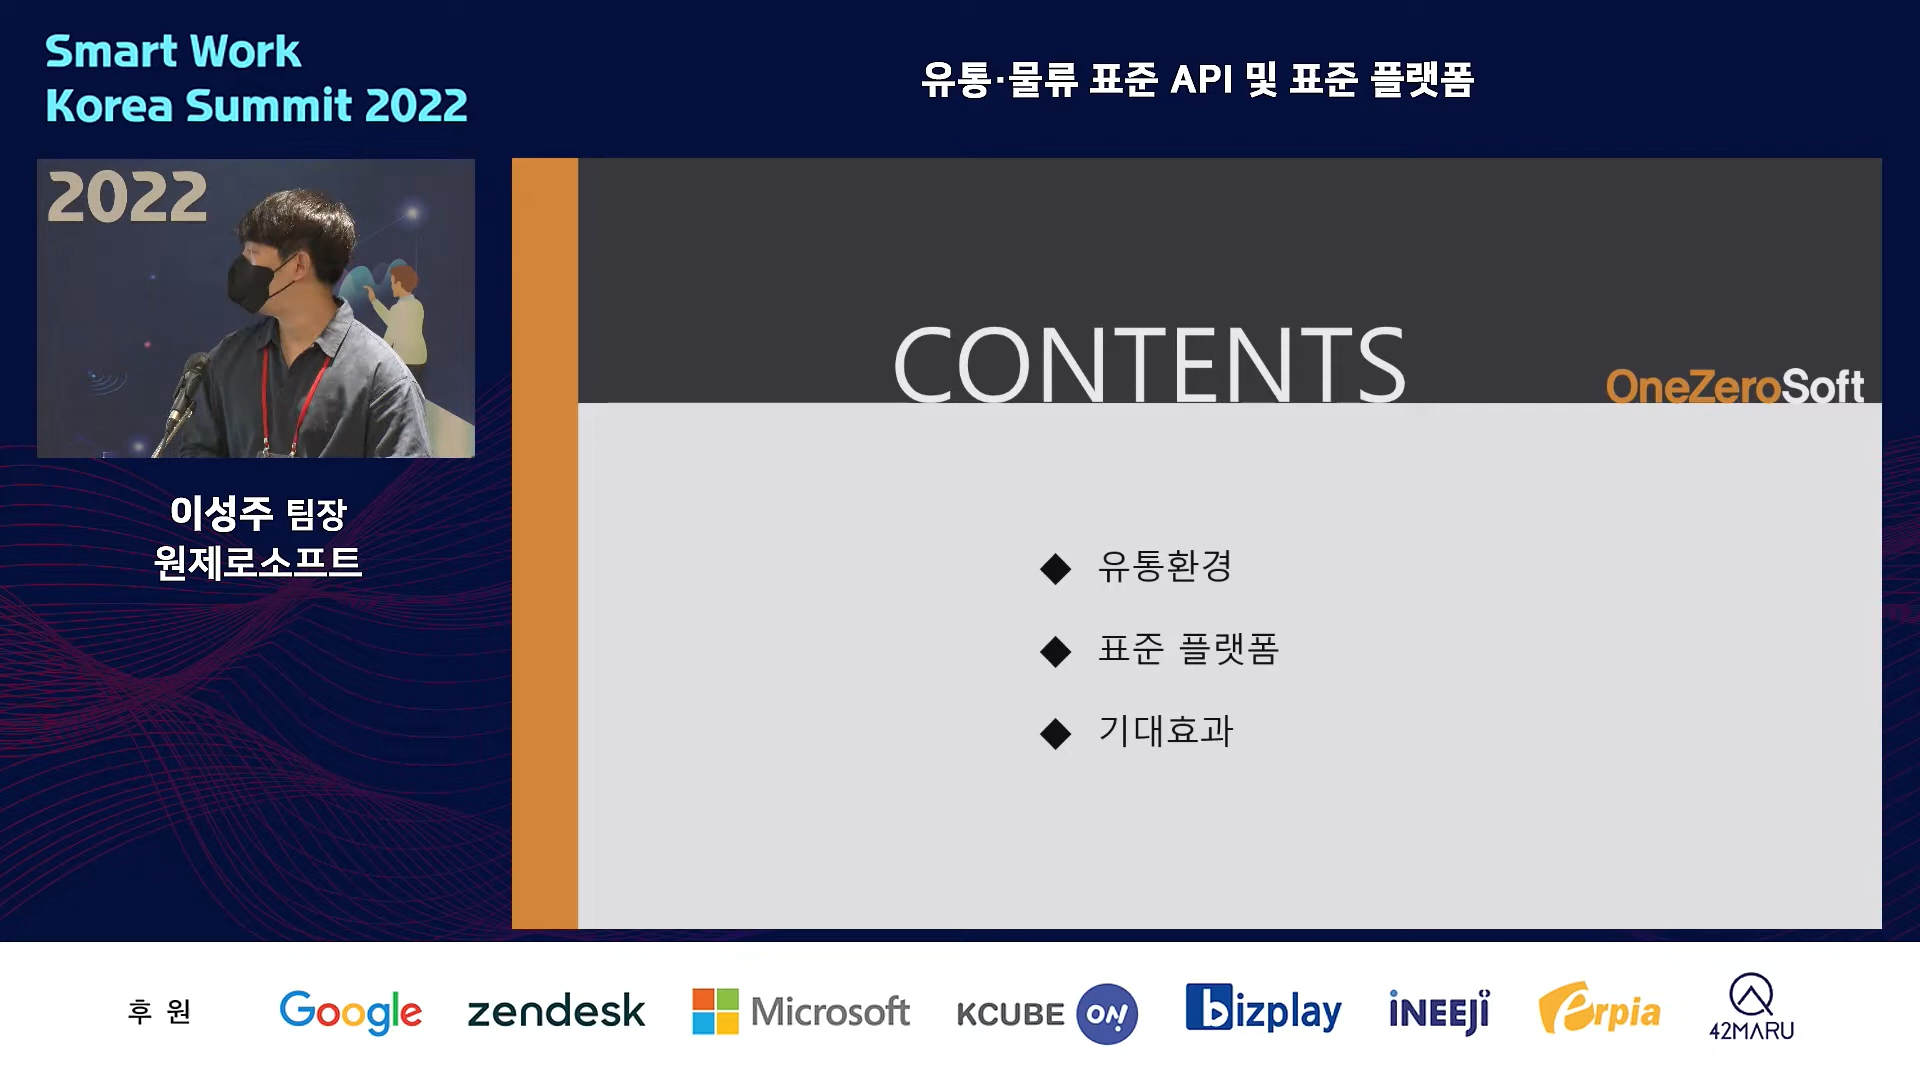 Smart Work
Korea Summit 2022
유통·물류 표준 API 및 표준 플랫폼
2022
이성주 팀장
원제로소프트
CONTENTS
OneZeroSoft
◆ 유통환경
◆ 표준 플랫폼
◆ 기대효과
후 원
Google
zendesk
Microsoft
KCUBE ON!
bizplay
iNEEJi
erpia
42MARU